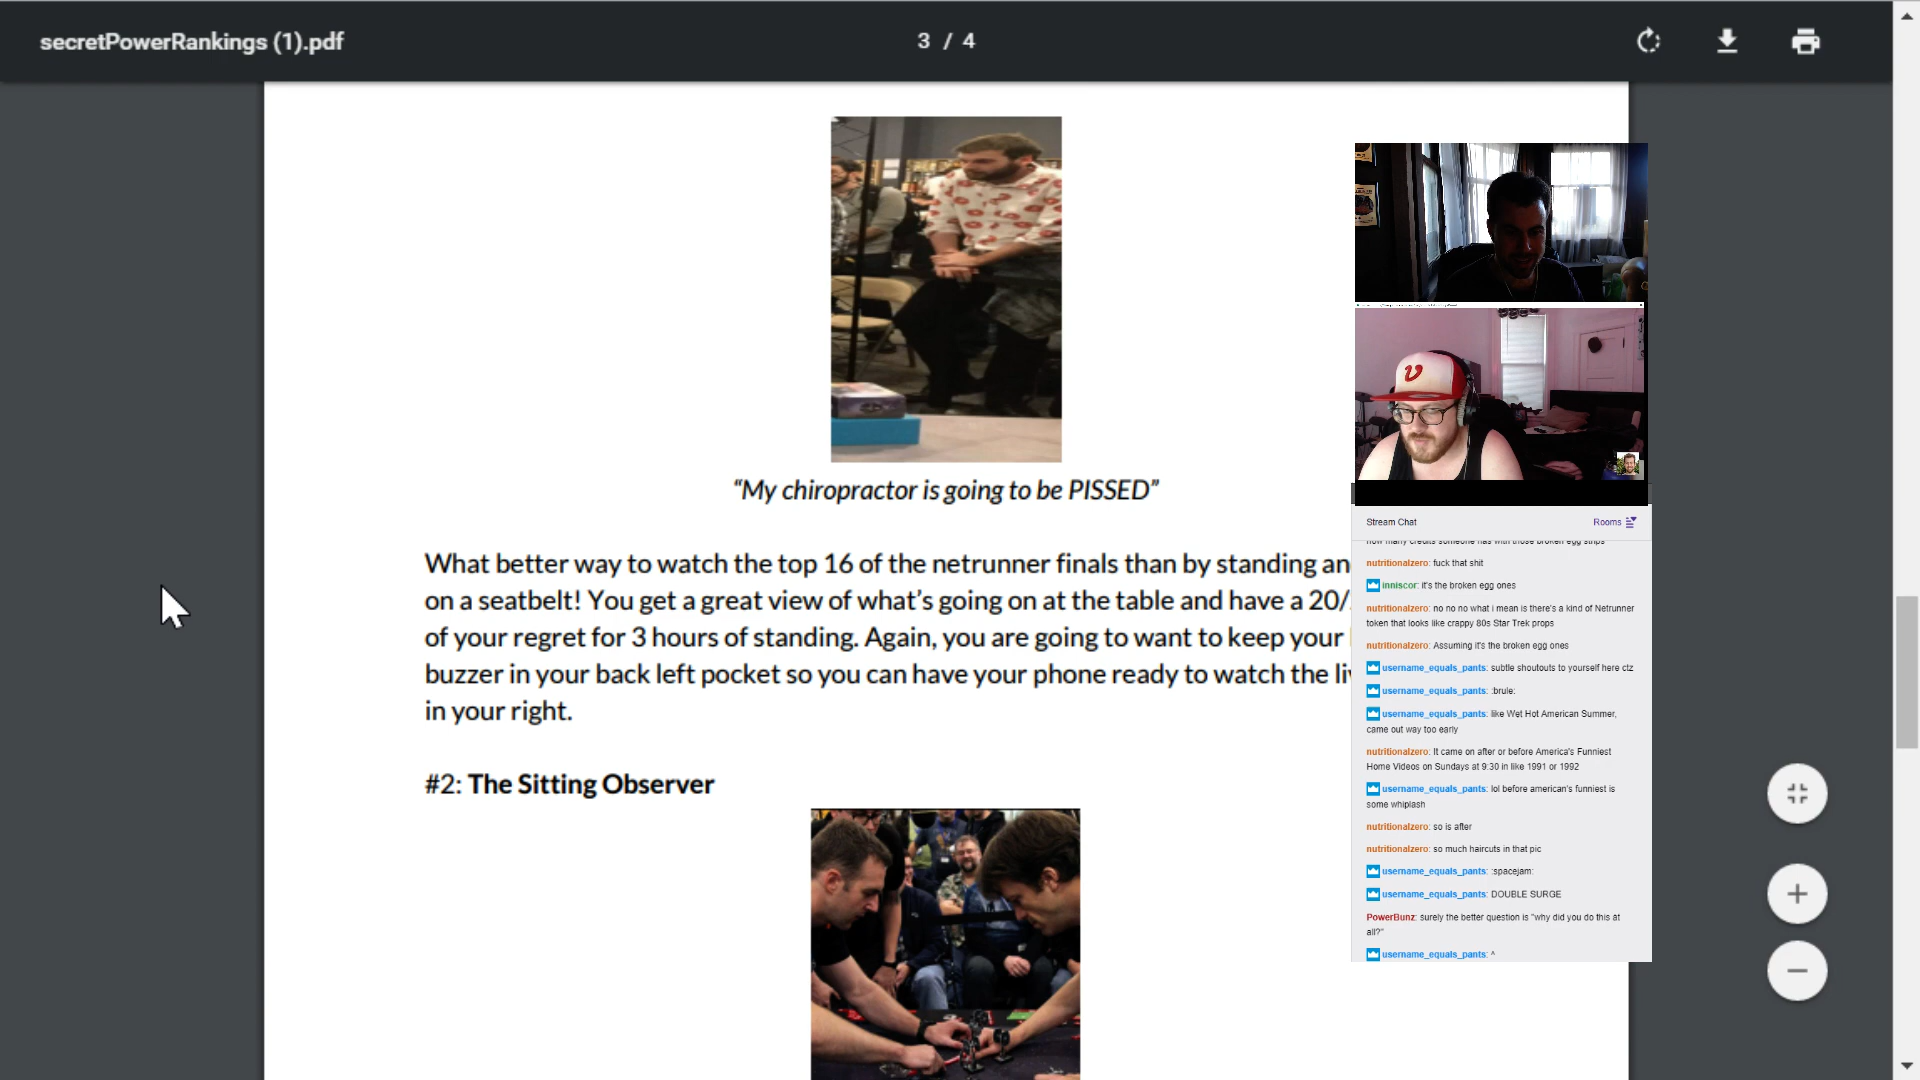 secretPowerRankings (1).pdf
3 / 4
“My chiropractor is going to be PISSED”
What better way to watch the top 16 of the netrunner finals than by standing an
on a seatbelt! You get a great view of what’s going on at the table and have a 20/
of your regret for 3 hours of standing. Again, you are going to want to keep your
buzzer in your back left pocket so you can have your phone ready to watch the li
in your right.
#2: The Sitting Observer
Stream Chat
Rooms
how many credits someone has with those broken egg strips
nutritionalzero: fuck that shit
inniscor: it's the broken egg ones
nutritionalzero: no no no what i mean is there's a kind of Netrunner
token that looks like crappy 80s Star Trek props
nutritionalzero: Assuming it's the broken egg ones
username_equals_pants: subtle shoutouts to yourself here ctz
username_equals_pants: :brule:
username_equals_pants: like Wet Hot American Summer,
came out way too early
nutritionalzero: It came on after or before America's Funniest
Home Videos on Sundays at 9:30 in like 1991 or 1992
username_equals_pants: lol before american's funniest is
some whiplash
nutritionalzero: so is after
nutritionalzero: so much haircuts in that pic
username_equals_pants: :spacejam:
username_equals_pants: DOUBLE SURGE
PowerBunz: surely the better question is "why did you do this at
all?"
username_equals_pants: ^